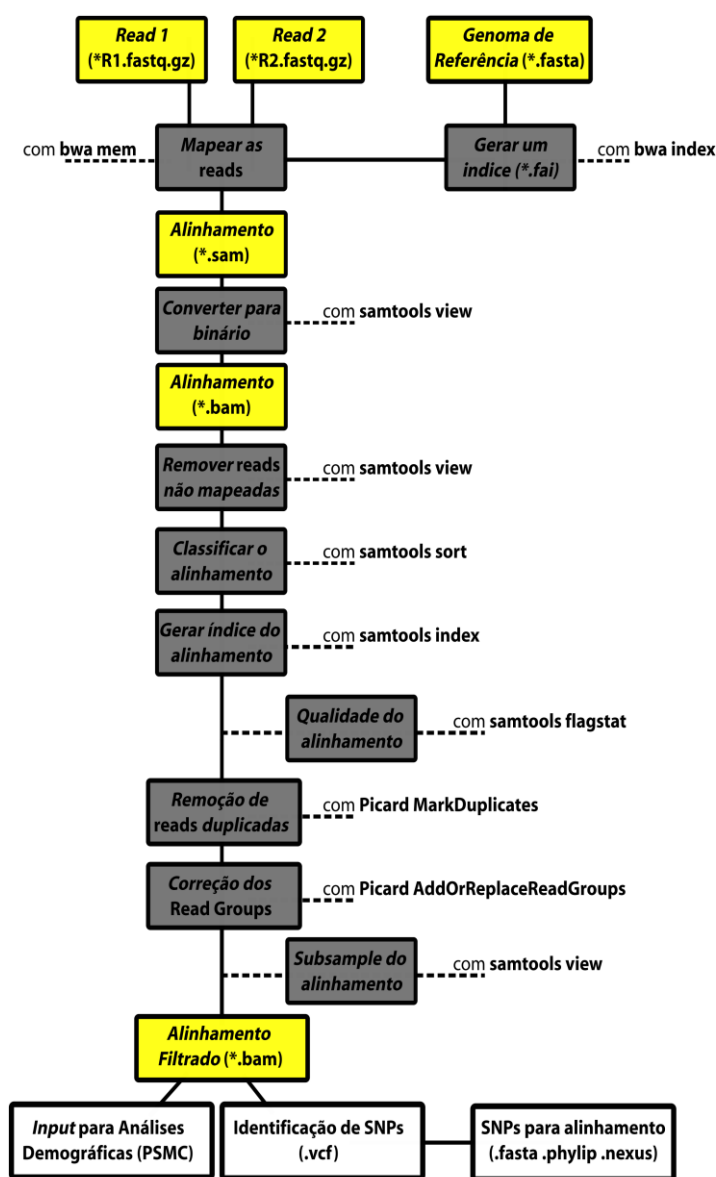 Read 1
(*R1.fastq.gz)
Read 2
(*R2.fastq.gz)
Genoma de
Referência (*.fasta)
com bwa mem
Mapear as
reads
Gerar um
indice (*.fai)
com bwa index
Alinhamento
(*.sam)
Converter para
binário
com samtools view
Alinhamento
(*.bam)
Remover reads
não mapeadas
com samtools view
Classificar o
alinhamento
com samtools sort
Gerar índice do
alinhamento
com samtools index
Qualidade do
alinhamento
com samtools flagstat
Remoção de
reads duplicadas
com Picard MarkDuplicates
Correção dos
Read Groups
com Picard AddOrReplaceReadGroups
Subsample do
alinhamento
com samtools view
Alinhamento
Filtrado (*.bam)
Input para Análises
Demográficas (PSMC)
Identificação de SNPs
(.vcf)
SNPs para alinhamento
(.fasta .phylip .nexus)